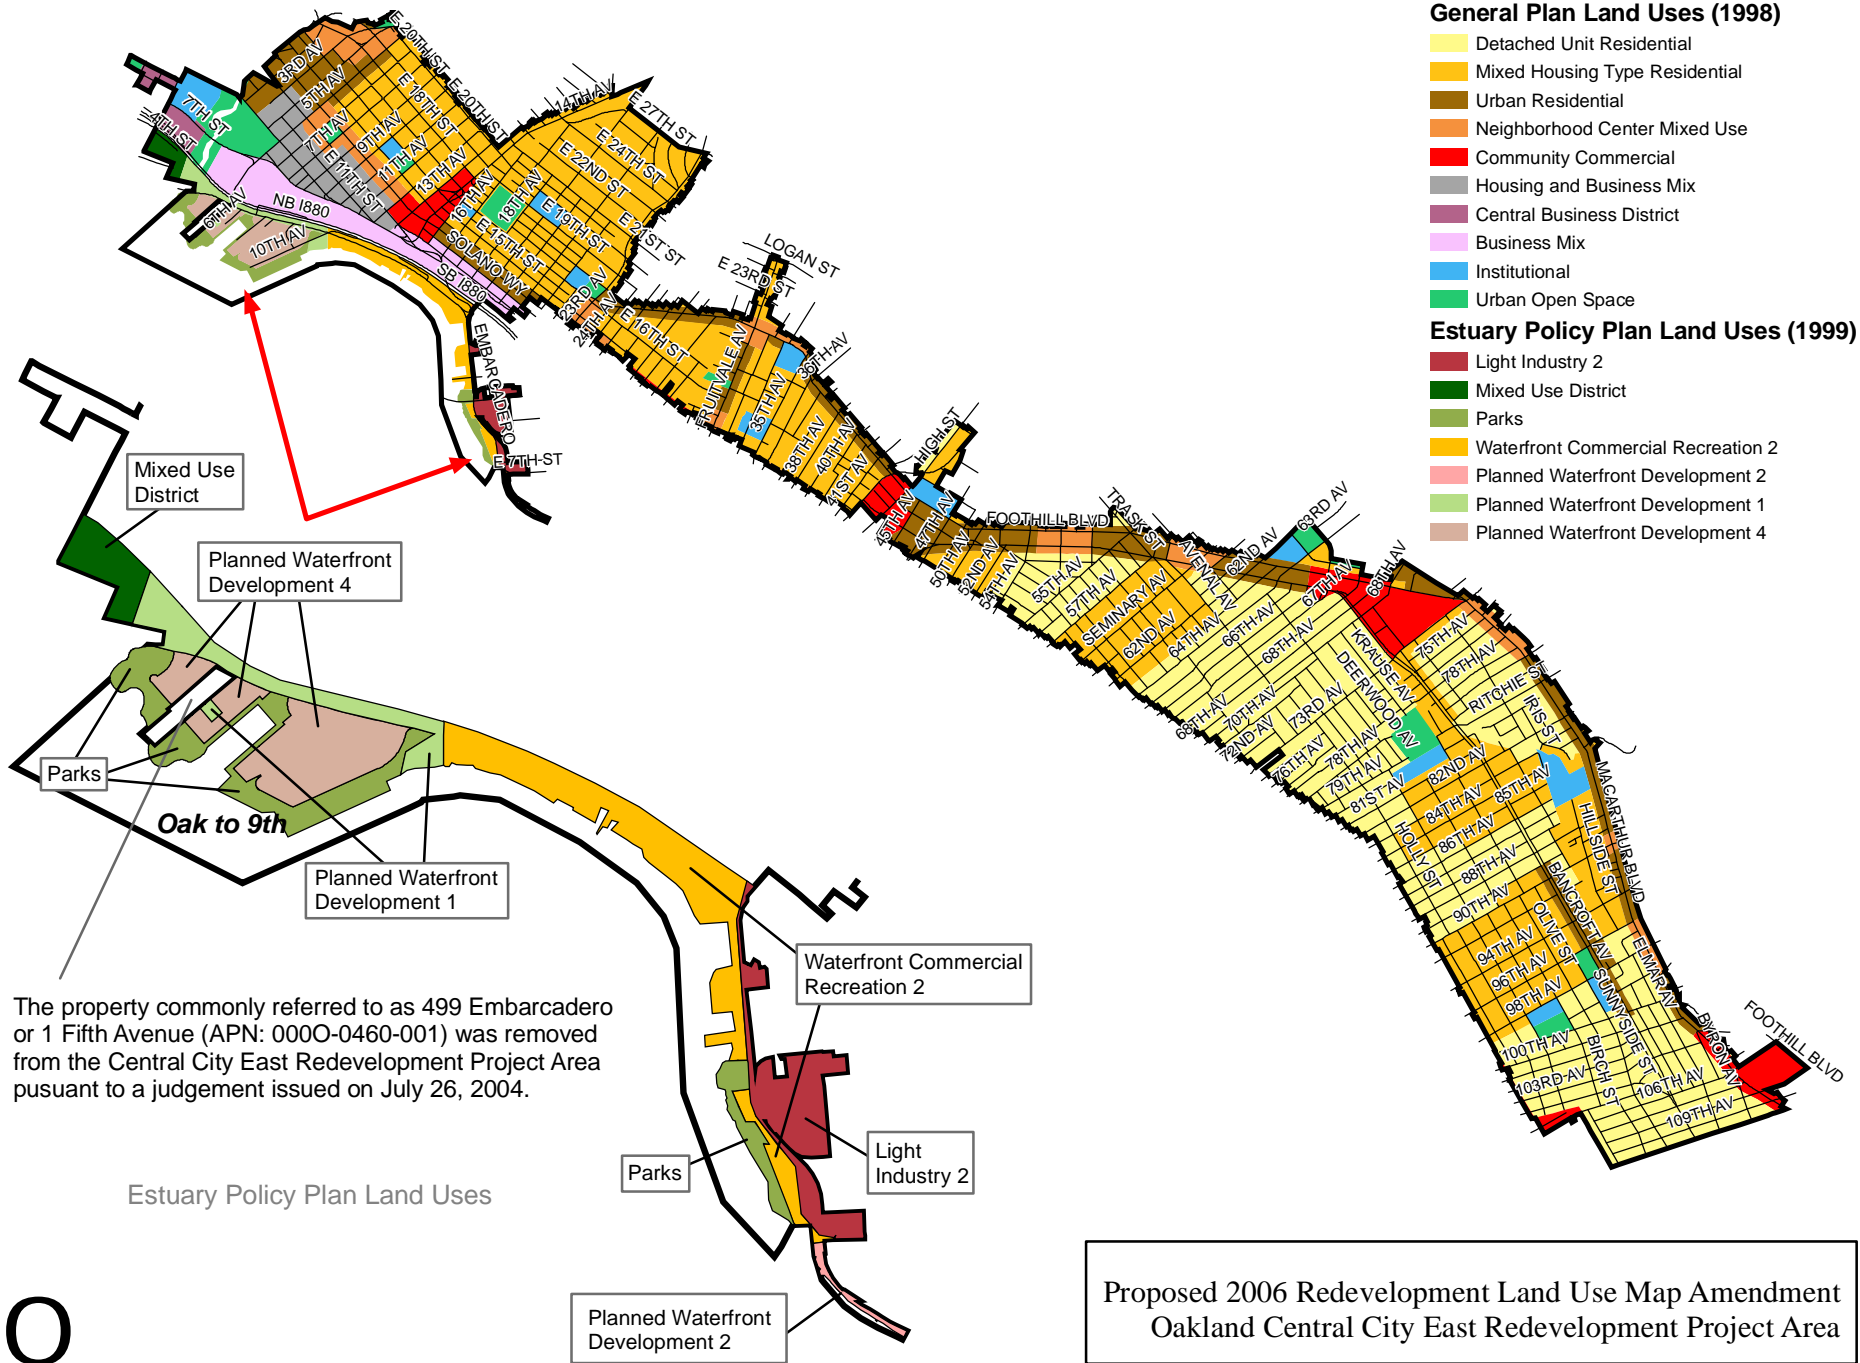 General Plan Land Uses (1998)
Detached Unit Residential
Mixed Housing Type Residential
Urban Residential
Neighborhood Center Mixed Use
Community Commercial
Housing and Business Mix
Central Business District
Business Mix
Institutional
Urban Open Space
Estuary Policy Plan Land Uses (1999)
Light Industry 2
Mixed Use District
Parks
Waterfront Commercial Recreation 2
Planned Waterfront Development 2
Planned Waterfront Development 1
Planned Waterfront Development 4
E 20TH ST
3RD AV
5TH AV
E 18TH ST
E 20TH ST
14TH AV
E 27TH ST
7TH ST
4TH ST
7TH AV
9TH AV
11TH AV
E 11TH ST
13TH AV
E 24TH ST
E 22ND ST
16TH AV
18TH AV
E 19TH ST
E 21ST ST
E 15TH ST
SOLANO WY
6TH AV
NB I880
10TH AV
SB I880
23RD AV
24TH AV
E 16TH ST
LOGAN ST
E 23RD ST
FRUITVALE AV
36TH AV
35TH AV
38TH AV
40TH AV
41ST AV
HIGH ST
45TH AV
47TH AV
EMBARCADERO
E 7TH ST
FOOTHILL BLVD
TRASK ST
50TH AV
52ND AV
54TH AV
55TH AV
57TH AV
SEMINARY AV
AVENAL AV
62ND AV
63RD AV
62ND AV
64TH AV
66TH AV
68TH AV
67TH AV
68TH AV
KRAUSE AV
DEERWOOD AV
75TH AV
78TH AV
RITCHIE ST
IRIS ST
68TH AV
70TH AV
72ND AV
73RD AV
76TH AV
78TH AV
79TH AV
81ST AV
82ND AV
84TH AV
85TH AV
86TH AV
88TH AV
90TH AV
HOLLY ST
HILLSIDE ST
MACARTHUR BLVD
BANCROFT AV
OLIVE ST
94TH AV
96TH AV
98TH AV
ELMAR AV
SUNNYSIDE ST
100TH AV
103RD AV
BIRCH ST
106TH AV
109TH AV
BYRON AV
FOOTHILL BLVD
Mixed Use
District
Planned Waterfront
Development 4
Parks
Oak to 9th
Planned Waterfront
Development 1
Waterfront Commercial
Recreation 2
The property commonly referred to as 499 Embarcadero
or 1 Fifth Avenue (APN: 000O-0460-001) was removed
from the Central City East Redevelopment Project Area
pusuant to a judgement issued on July 26, 2004.
Parks
Light
Industry 2
Estuary Policy Plan Land Uses
Planned Waterfront
Development 2
O
Proposed 2006 Redevelopment Land Use Map Amendment
Oakland Central City East Redevelopment Project Area